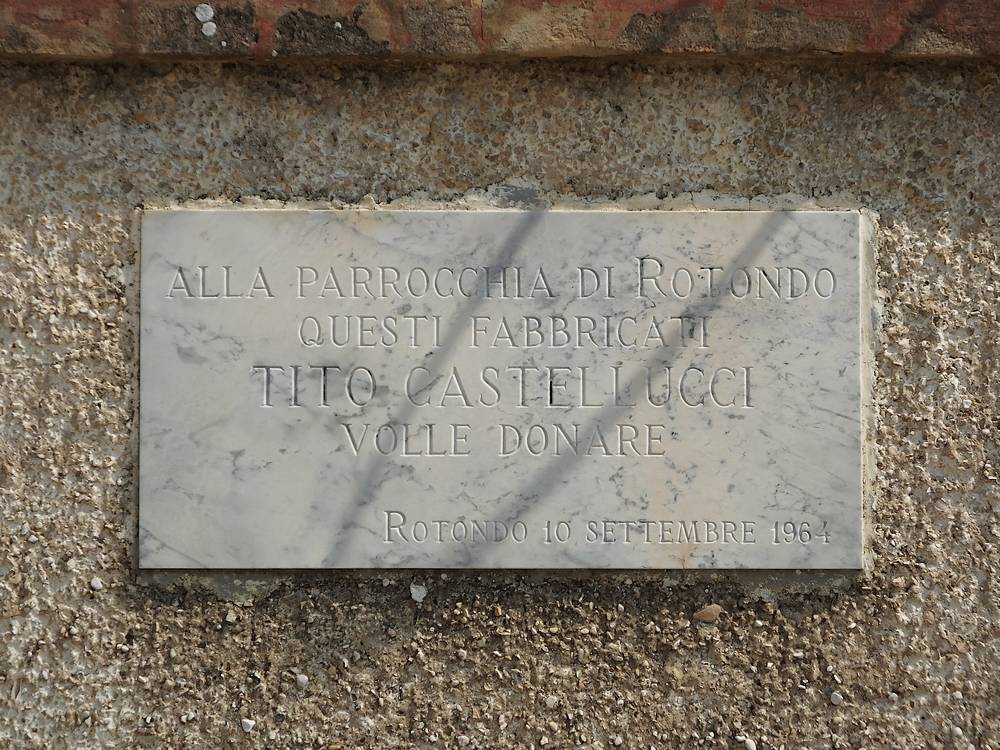 ALLA PARROCCHIA DI ROTONDO
QUESTI FABBRICATI
TITO CASTELLUCCI
VOLLE DONARE
ROTONDO 10 SETTEMBRE 1964